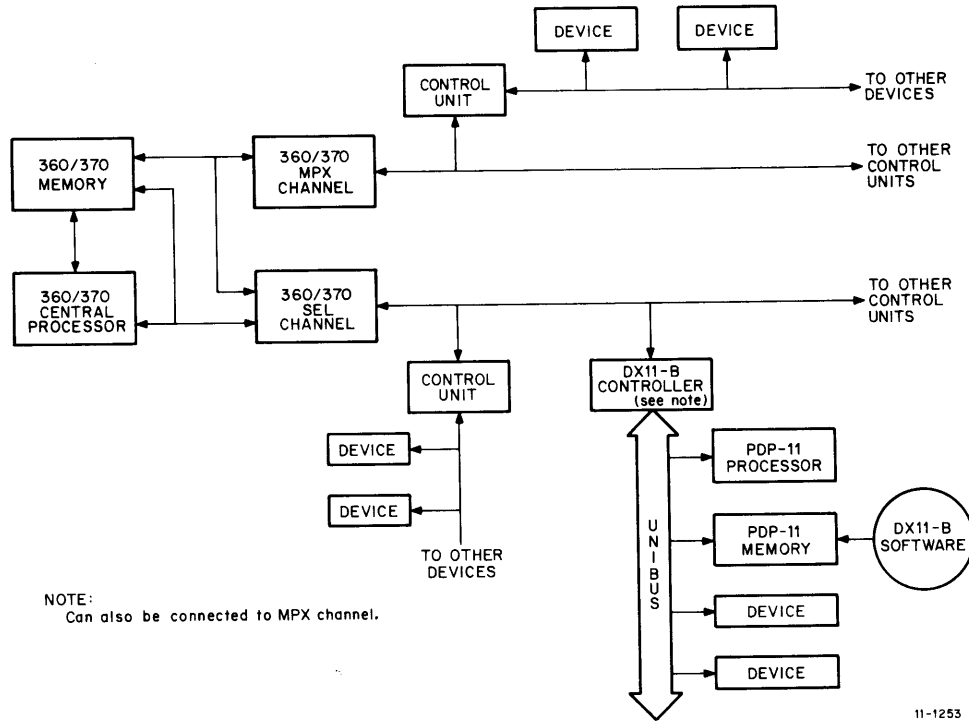 DEVICE
DEVICE
CONTROL
UNIT
TO OTHER
DEVICES
360/370
MEMORY
360/370
MPX
CHANNEL
TO OTHER
CONTROL
UNITS
360/370
CENTRAL
PROCESSOR
360/370
SEL
CHANNEL
TO OTHER
CONTROL
UNITS
CONTROL
UNIT
DX11-B
CONTROLLER
(see note)
DEVICE
DEVICE
TO OTHER
DEVICES
UNIBUS
PDP-11
PROCESSOR
PDP-11
MEMORY
DX11-B
SOFTWARE
DEVICE
DEVICE
NOTE:
Can also be connected to MPX channel.
11-1253